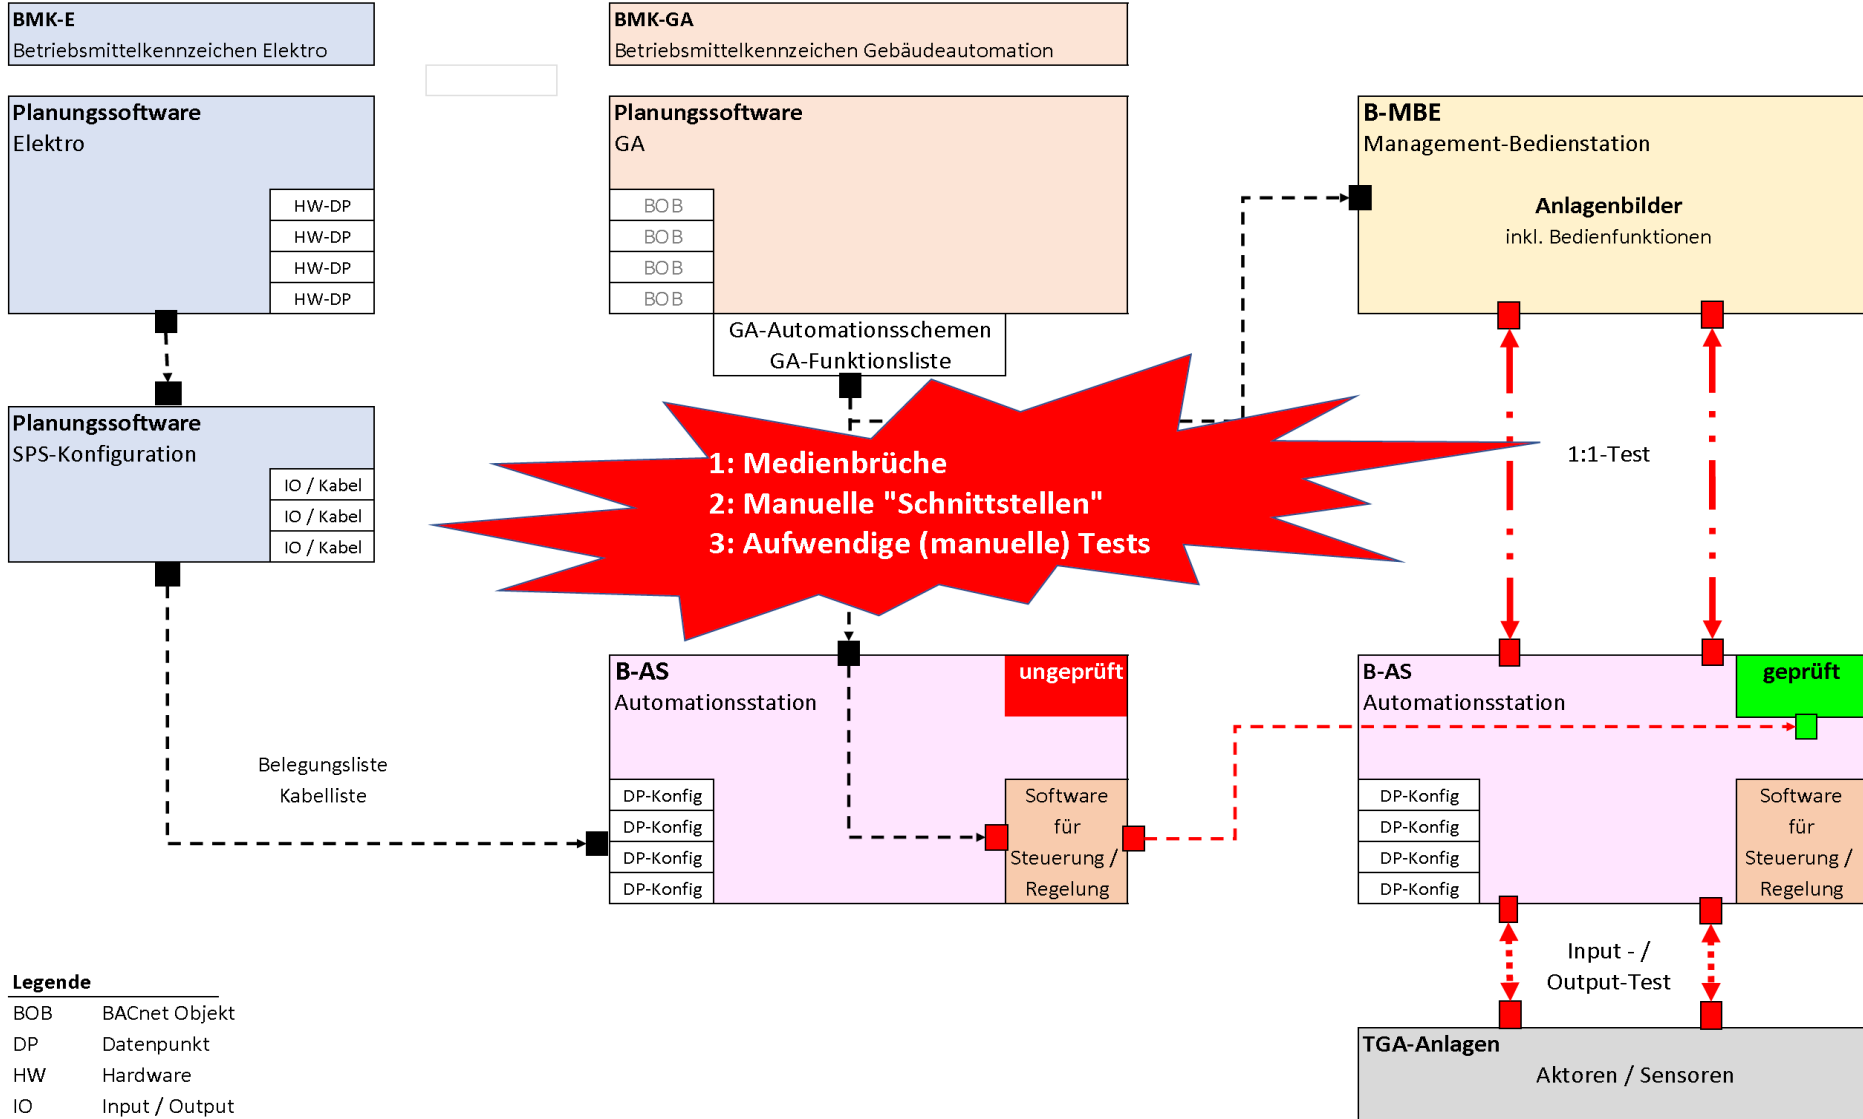 BMK-E
Betriebsmittelkennzeichen Elektro
BMK-GA
Betriebsmittelkennzeichen Gebäudeautomation
Planungssoftware
Elektro
HW-DP
HW-DP
HW-DP
HW-DP
Planungssoftware
GA
BOB
BOB
BOB
BOB
GA-Automationsschemen
GA-Funktionsliste
B-MBE
Management-Bedienstation
Anlagenbilder
inkl. Bedienfunktionen
Planungssoftware
SPS-Konfiguration
IO / Kabel
IO / Kabel
IO / Kabel
1: Medienbrüche
2: Manuelle "Schnittstellen"
3: Aufwendige (manuelle) Tests
1:1-Test
Belegungsliste
Kabelliste
B-AS
Automationsstation
ungeprüft
DP-Konfig
DP-Konfig
DP-Konfig
DP-Konfig
Software
für
Steuerung /
Regelung
B-AS
Automationsstation
geprüft
DP-Konfig
DP-Konfig
DP-Konfig
DP-Konfig
Software
für
Steuerung /
Regelung
Input - /
Output-Test
TGA-Anlagen
Aktoren / Sensoren
Legende
BOB BACnet Objekt
DP Datenpunkt
HW Hardware
IO Input / Output